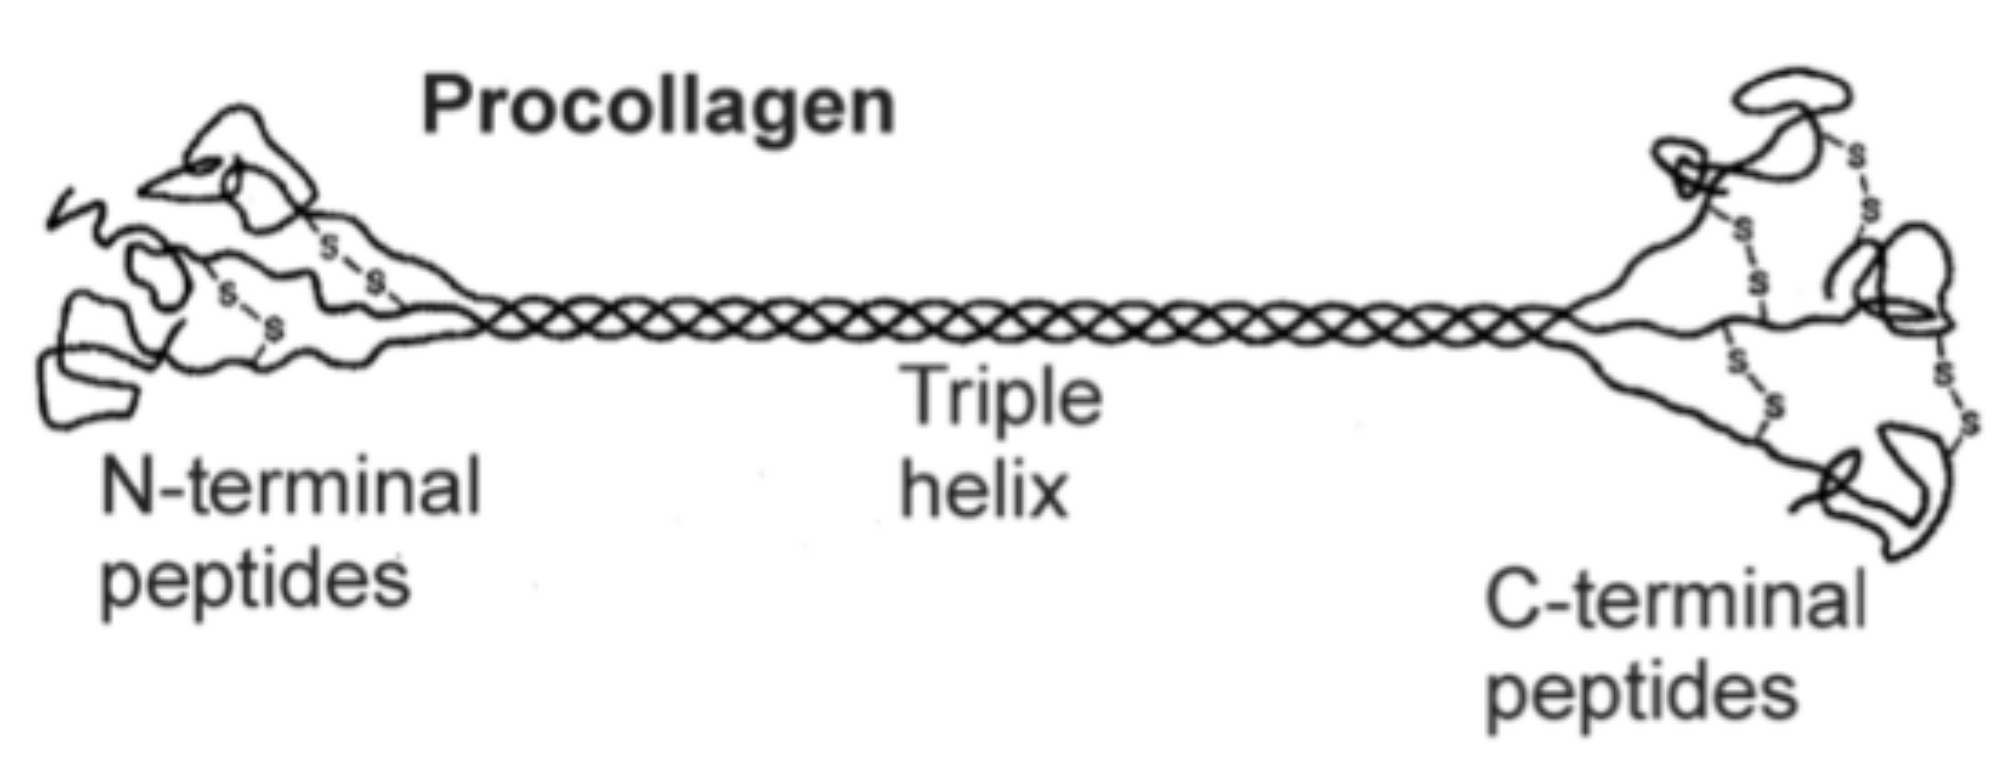 Procollagen
S
S
S
S
S
S
S
S
S
S
S
S
Triple
helix
N-terminal
peptides
C-terminal
peptides